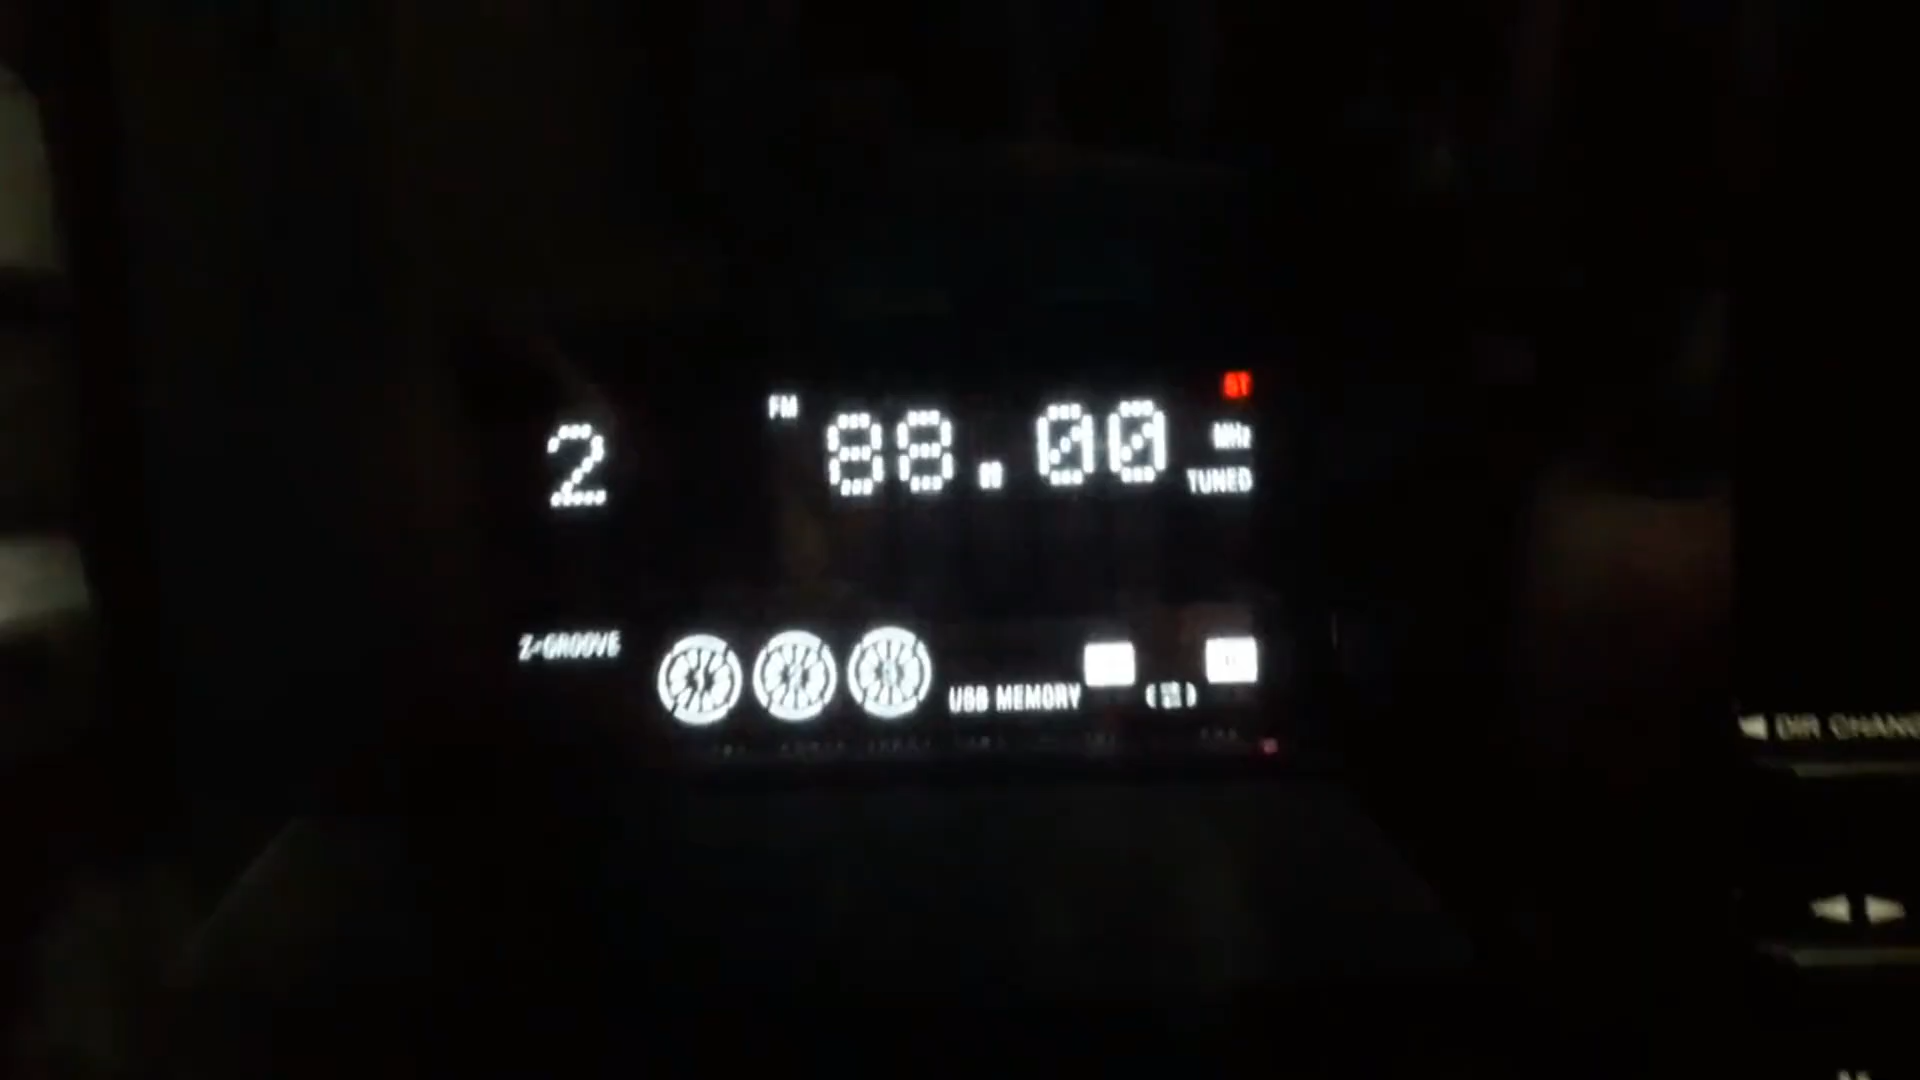 ST
2 FM 88.00 MHz
TUNED
Z-GROOVE
USB MEMORY
DIR CHANG